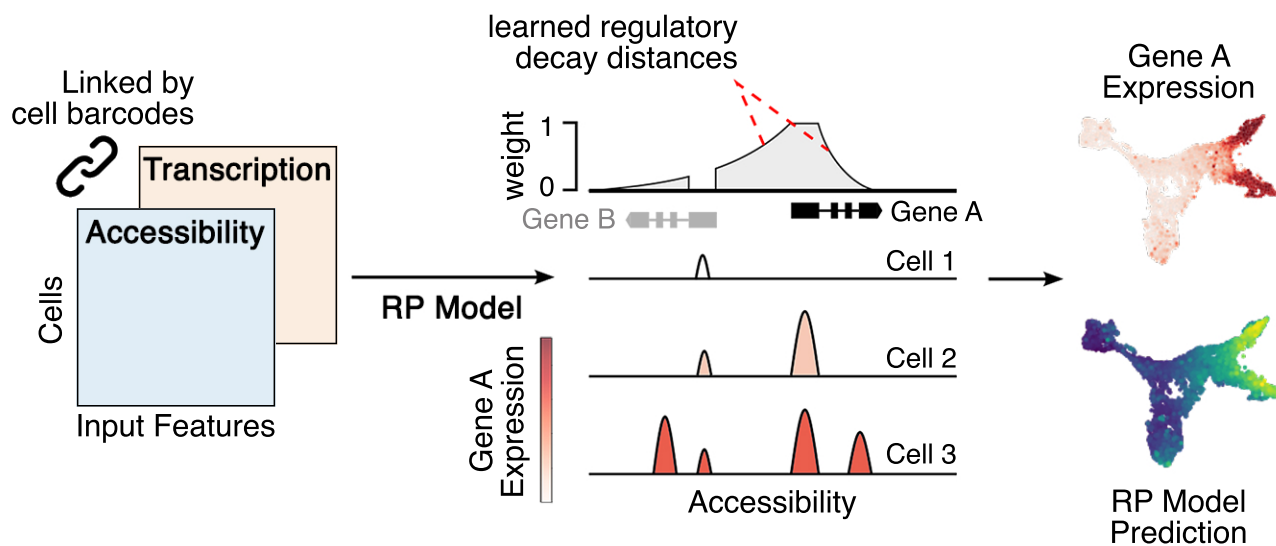 Linked by
cell barcodes
Transcription
Accessibility
Cells
Input Features
RP Model
learned regulatory
decay distances
weight
1
0
Gene B
Gene A
Cell 1
Cell 2
Cell 3
Gene A
Expression
Accessibility
Gene A
Expression
RP Model
Prediction